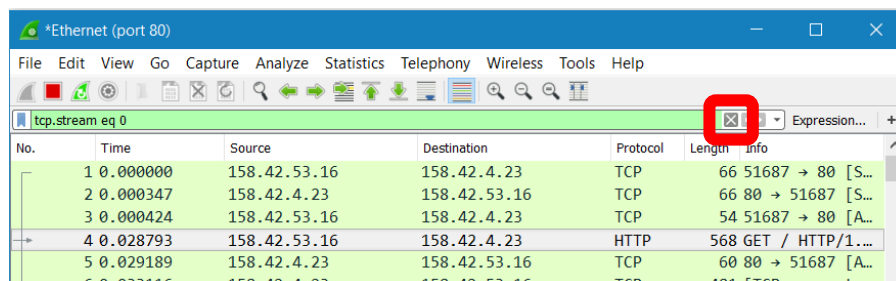 *Ethernet (port 80)
File Edit View Go Capture Analyze Statistics Telephony Wireless Tools Help
tcp.stream eq 0 Expression... +
No. Time Source Destination Protocol Length Info
1 0.000000 158.42.53.16 158.42.4.23 TCP 66 51687 → 80 [S…
2 0.000347 158.42.4.23 158.42.53.16 TCP 66 80 → 51687 [S…
3 0.000424 158.42.53.16 158.42.4.23 TCP 54 51687 → 80 [A…
4 0.028793 158.42.53.16 158.42.4.23 HTTP 568 GET / HTTP/1.…
5 0.029189 158.42.4.23 158.42.53.16 TCP 60 80 → 51687 [A…